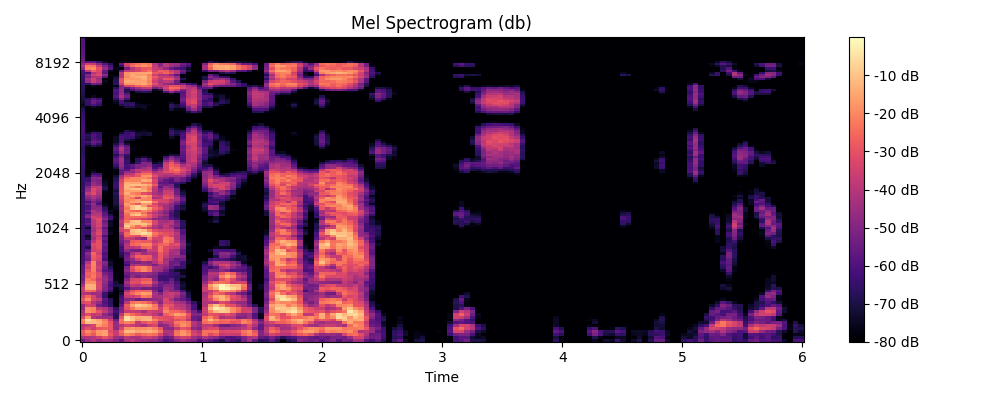 Mel Spectrogram (db)
8192
4096
2048
1024
512
0
Hz
0 1 2 3 4 5 6
Time
-10 dB
-20 dB
-30 dB
-40 dB
-50 dB
-60 dB
-70 dB
-80 dB